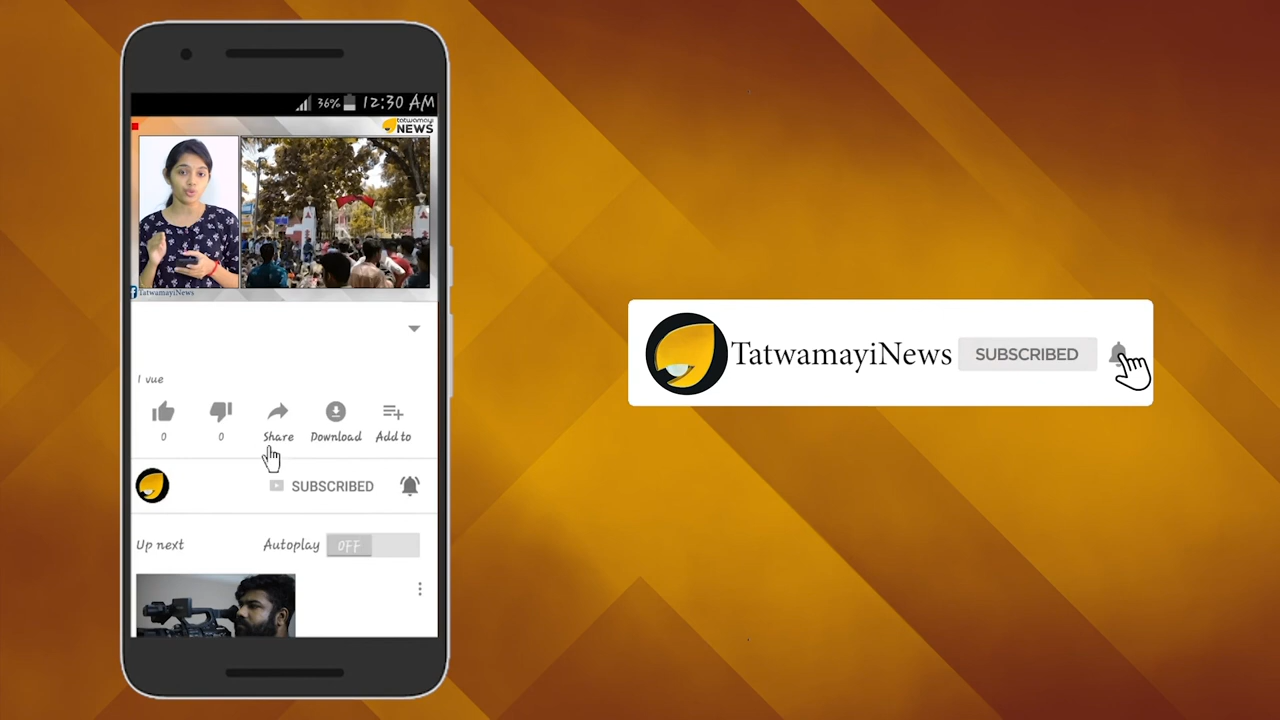 36% 12:30 AM
tatwamayi
NEWS
TatwamayiNews
1 vue
0 0 Share Download Add to
SUBSCRIBED
Up next Autoplay OFF
TatwamayiNews SUBSCRIBED